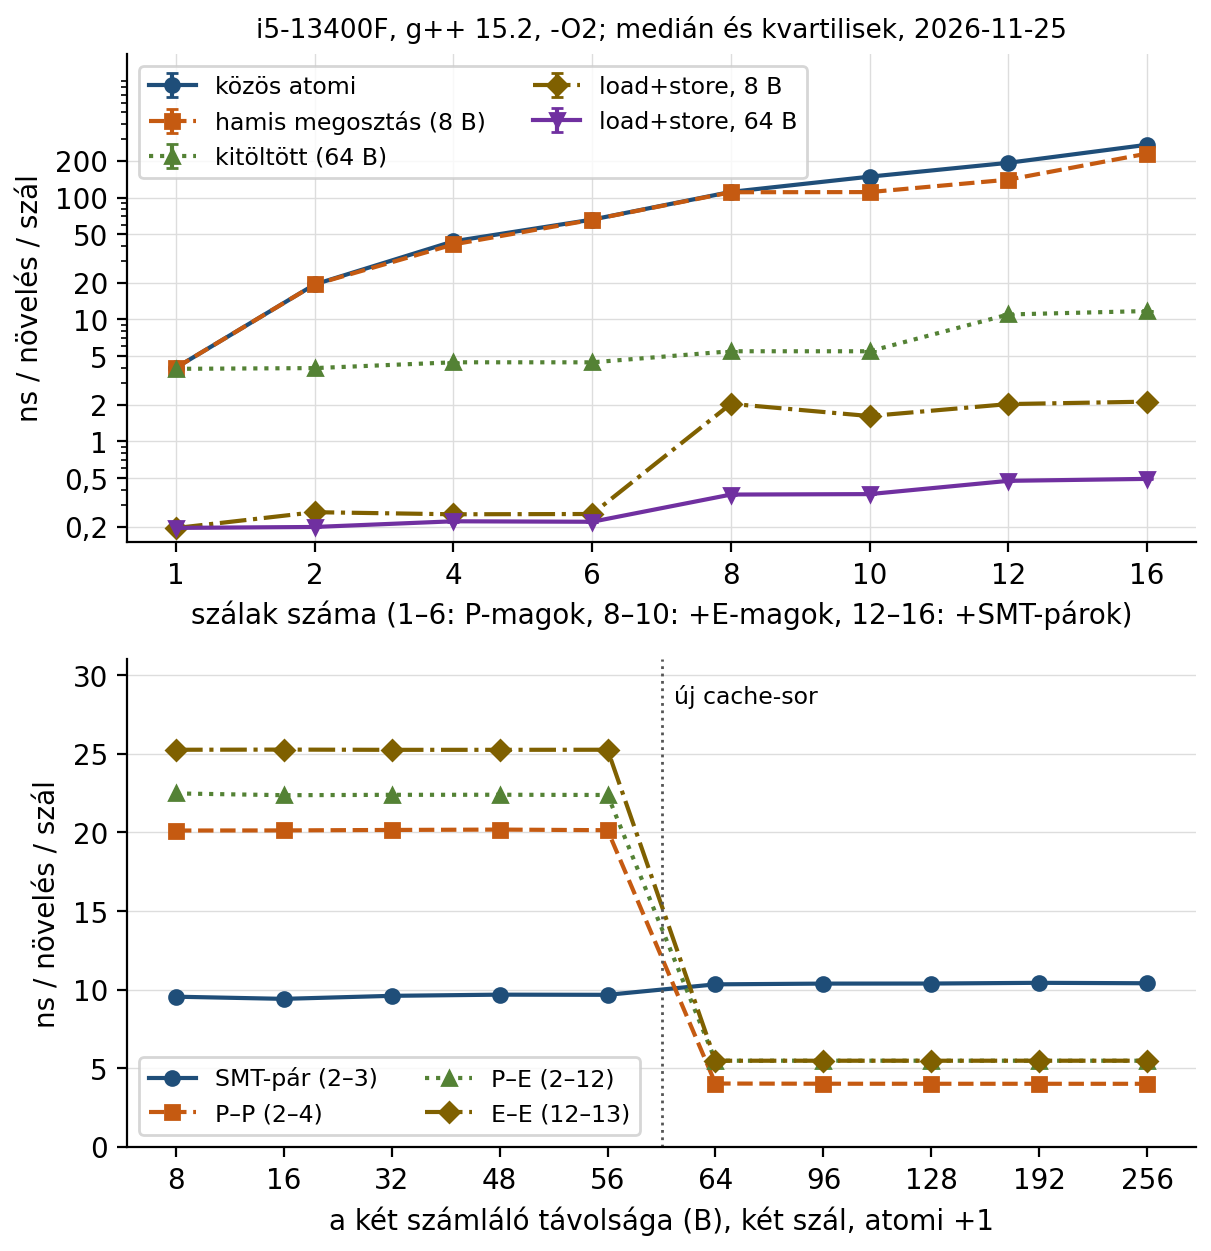 i5-13400F, g++ 15.2, -O2; medián és kvartilisek, 2026-11-25
közös atomi
hamis megosztás (8 B)
kitöltött (64 B)
load+store, 8 B
load+store, 64 B
ns / növelés / szál
200
100
50
20
10
5
2
1
0,5
0,2
1 2 4 6 8 10 12 16
szálak száma (1–6: P-magok, 8–10: +E-magok, 12–16: +SMT-párok)
ns / növelés / szál
30
25
20
15
10
5
0
új cache-sor
SMT-pár (2–3)
P–P (2–4)
P–E (2–12)
E–E (12–13)
8 16 32 48 56 64 96 128 192 256
a két számláló távolsága (B), két szál, atomi +1